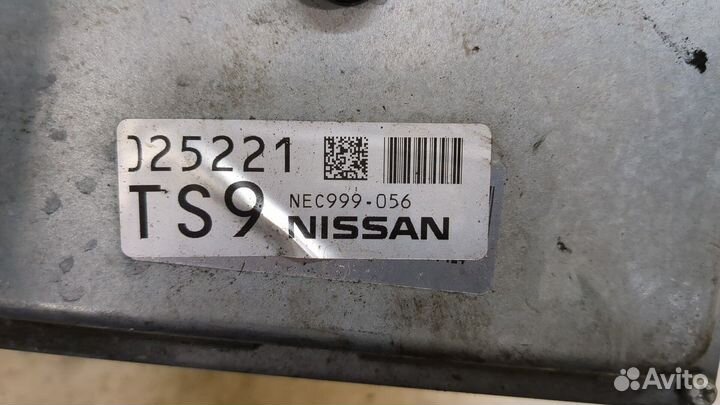 025221
TS9
NEC999-056
NISSAN
Avito